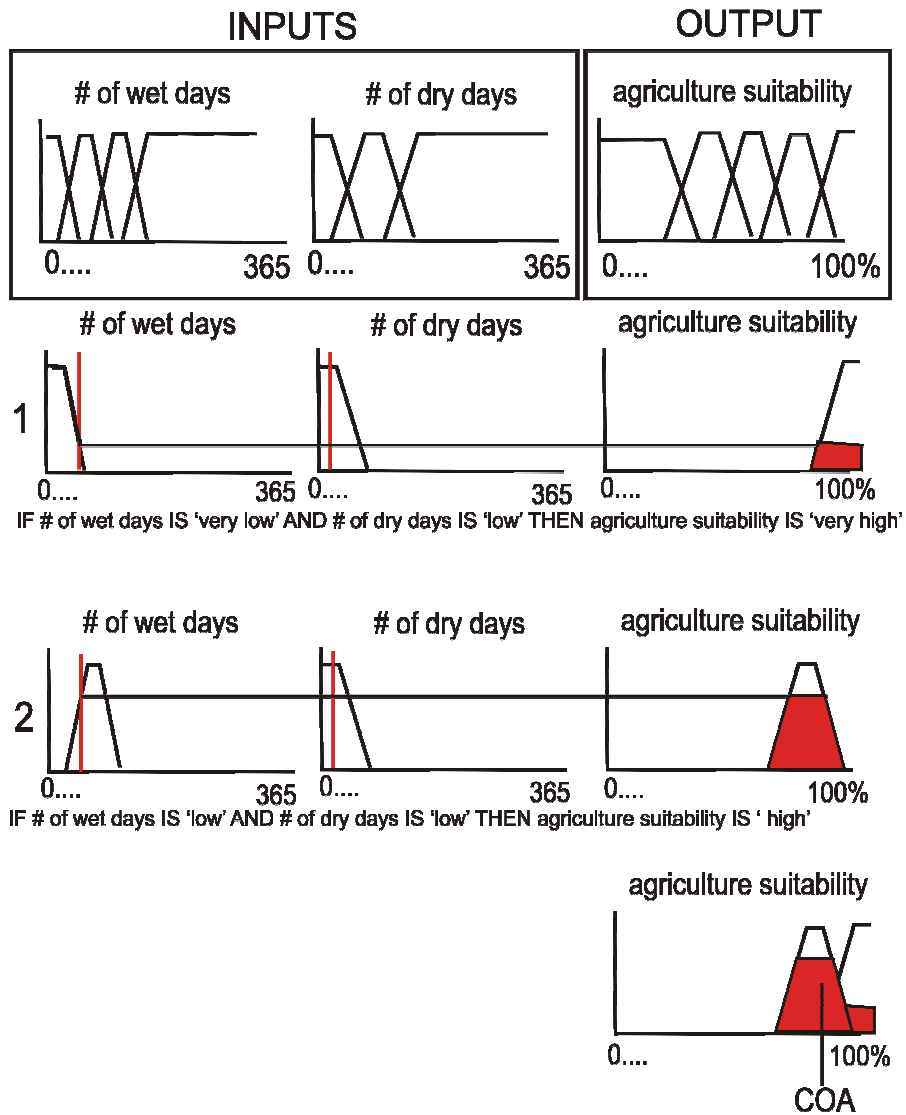 INPUTS OUTPUT
# of wet days # of dry days agriculture suitability
0.... 365 0.... 365 0.... 100%
# of wet days # of dry days agriculture suitability
1
0.... 365 0.... 365 0.... 100%
IF # of wet days IS ‘very low’ AND # of dry days IS ‘low’ THEN agriculture suitability IS ‘very high’
# of wet days # of dry days agriculture suitability
2
0.... 365 0.... 365 0.... 100%
IF # of wet days IS ‘low’ AND # of dry days IS ‘low’ THEN agriculture suitability IS ‘ high’
agriculture suitability
0.... 100%
COA